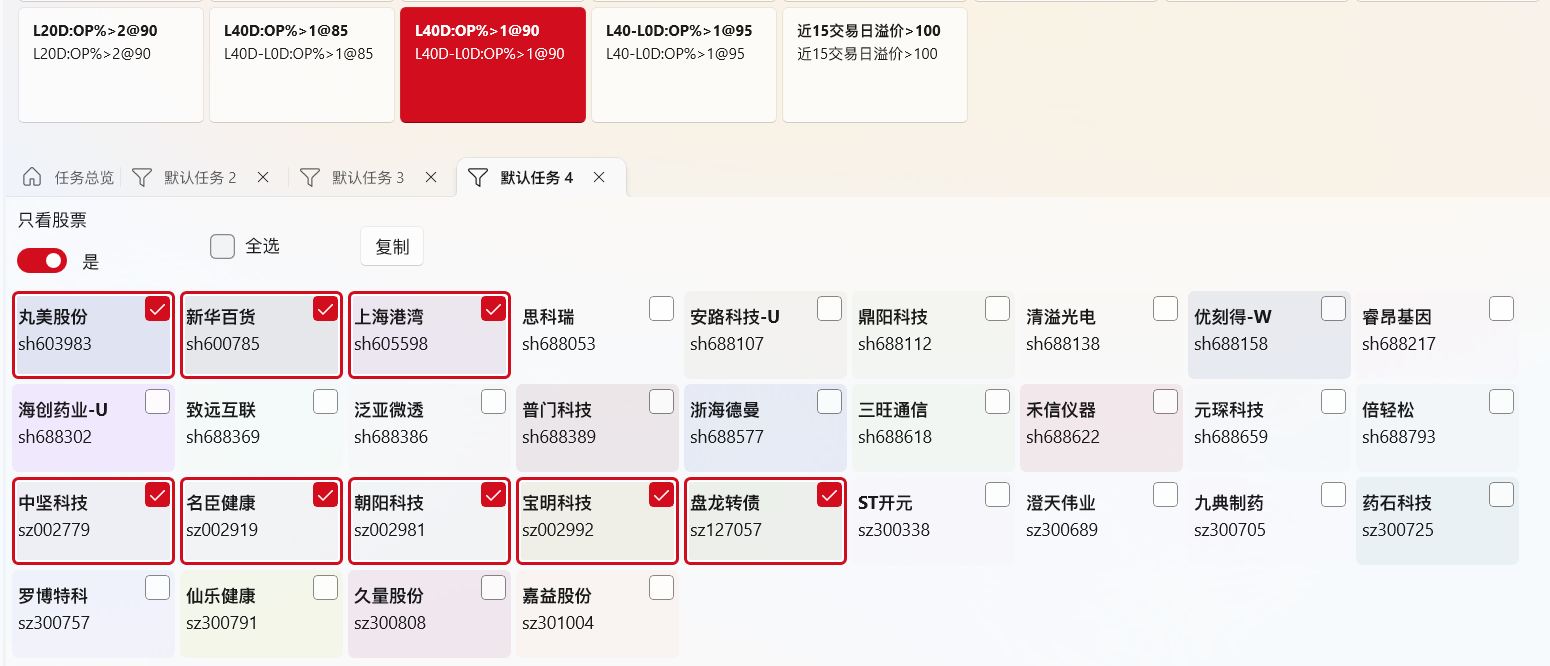 L20D:OP%>2@90
L20D:OP%>2@90
L40D:OP%>1@85
L40D-L0D:OP%>1@85
L40D:OP%>1@90
L40D-L0D:OP%>1@90
L40-L0D:OP%>1@95
L40-L0D:OP%>1@95
近15交易日溢价>100
近15交易日溢价>100
任务总览
默认任务 2
默认任务 3
默认任务 4
只看股票
是
全选
复制
丸美股份
sh603983
新华百货
sh600785
上海港湾
sh605598
思科瑞
sh688053
安路科技-U
sh688107
鼎阳科技
sh688112
清溢光电
sh688138
优刻得-W
sh688158
睿昂基因
sh688217
海创药业-U
sh688302
致远互联
sh688369
泛亚微透
sh688386
普门科技
sh688389
浙海德曼
sh688577
三旺通信
sh688618
禾信仪器
sh688622
元琛科技
sh688659
倍轻松
sh688793
中坚科技
sz002779
名臣健康
sz002919
朝阳科技
sz002981
宝明科技
sz002992
盘龙转债
sz127057
ST开元
sz300338
澄天伟业
sz300689
九典制药
sz300705
药石科技
sz300725
罗博特科
sz300757
仙乐健康
sz300791
久量股份
sz300808
嘉益股份
sz301004